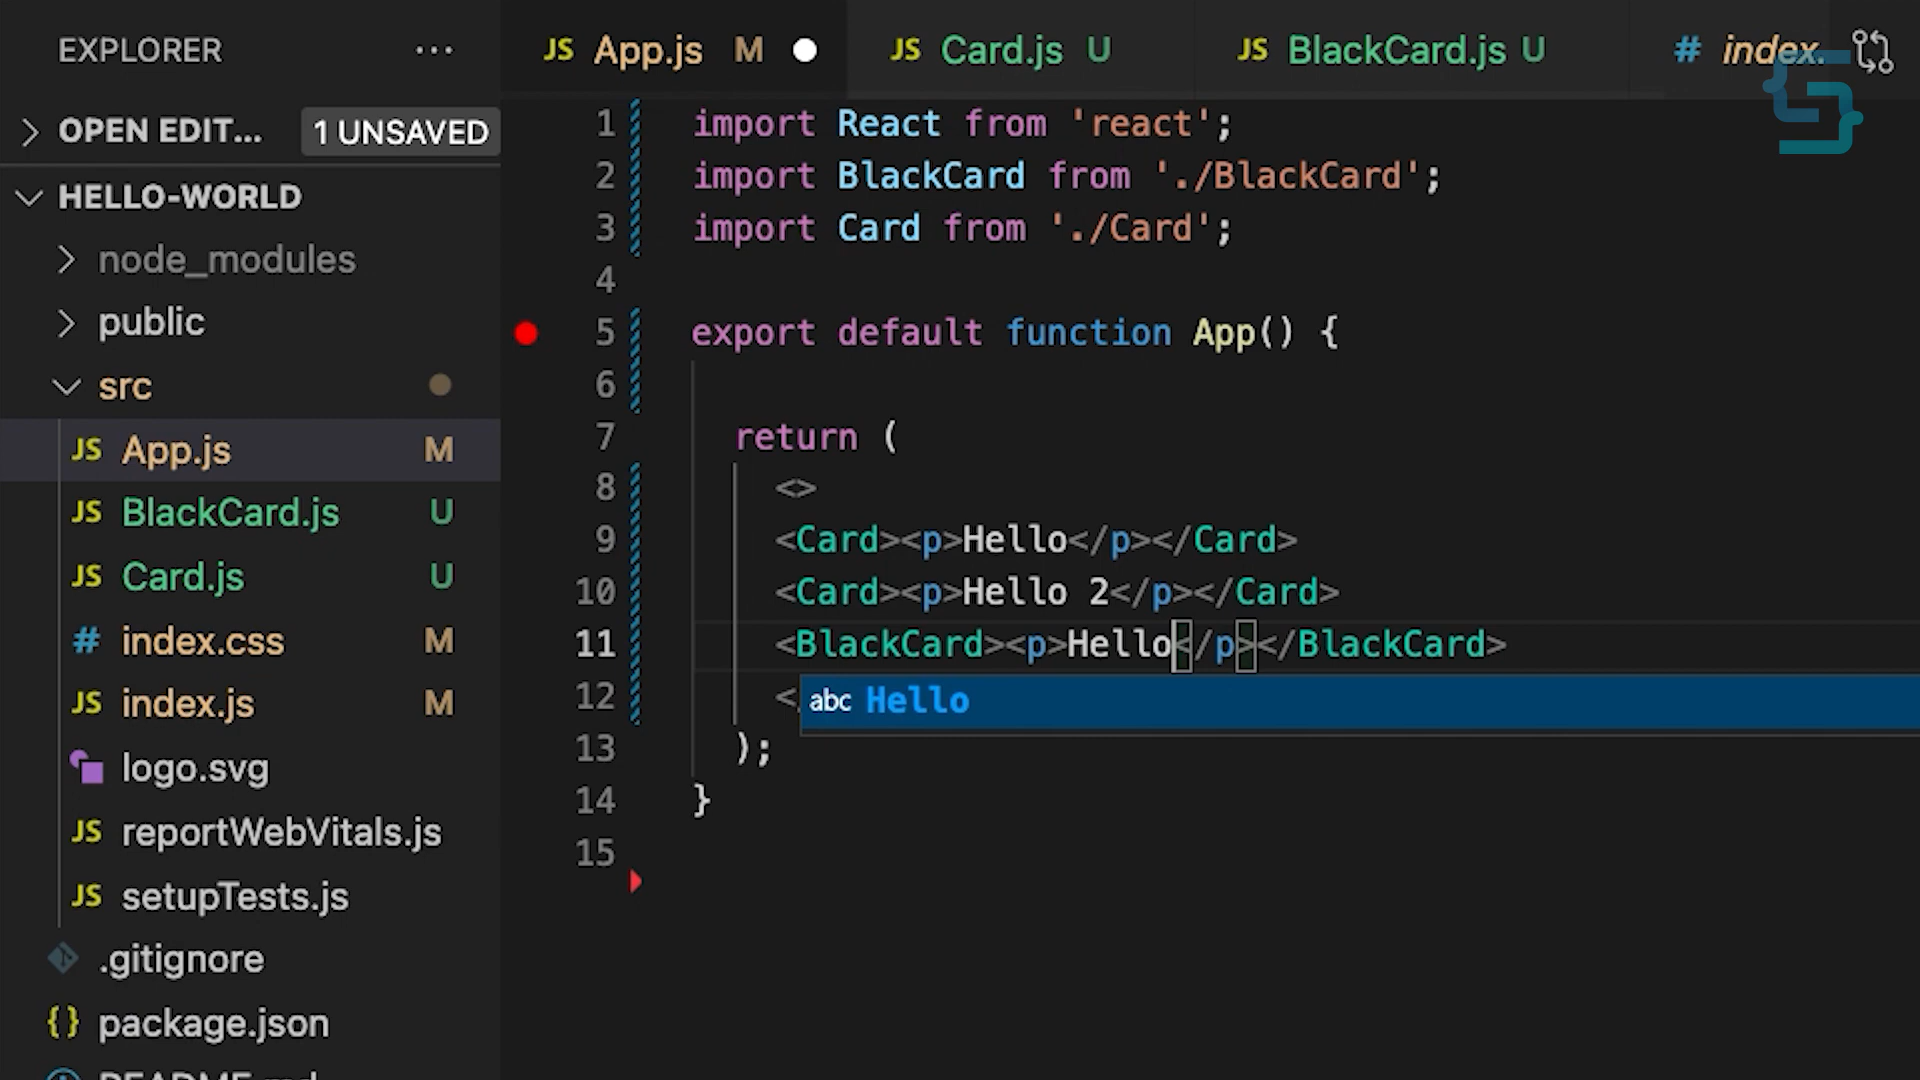 EXPLORER ...
OPEN EDIT... 1 UNSAVED
HELLO-WORLD
node_modules
public
src
JS App.js M
JS BlackCard.js U
JS Card.js U
# index.css M
JS index.js M
logo.svg
JS reportWebVitals.js
JS setupTests.js
.gitignore
{} package.json
README.md
JS App.js M
JS Card.js U
JS BlackCard.js U
# index.
1 import React from 'react';
2 import BlackCard from './BlackCard';
3 import Card from './Card';
4
5 export default function App() {
6
7 return (
8 <>
9 <Card><p>Hello</p></Card>
10 <Card><p>Hello 2</p></Card>
11 <BlackCard><p>Hello</p></BlackCard>
12 </
abc Hello
13 );
14 }
15